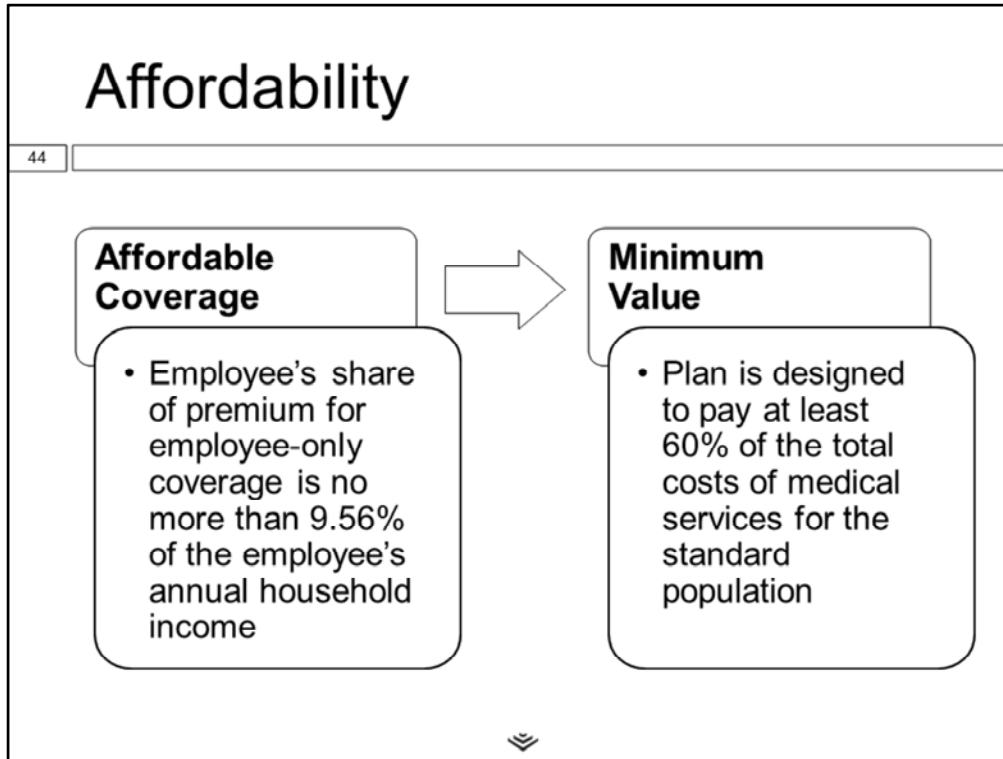 Affordability
44
Affordable
Coverage
• Employee’s share
of premium for
employee-only
coverage is no
more than 9.56%
of the employee’s
annual household
income
Minimum
Value
• Plan is designed
to pay at least
60% of the total
costs of medical
services for the
standard
population